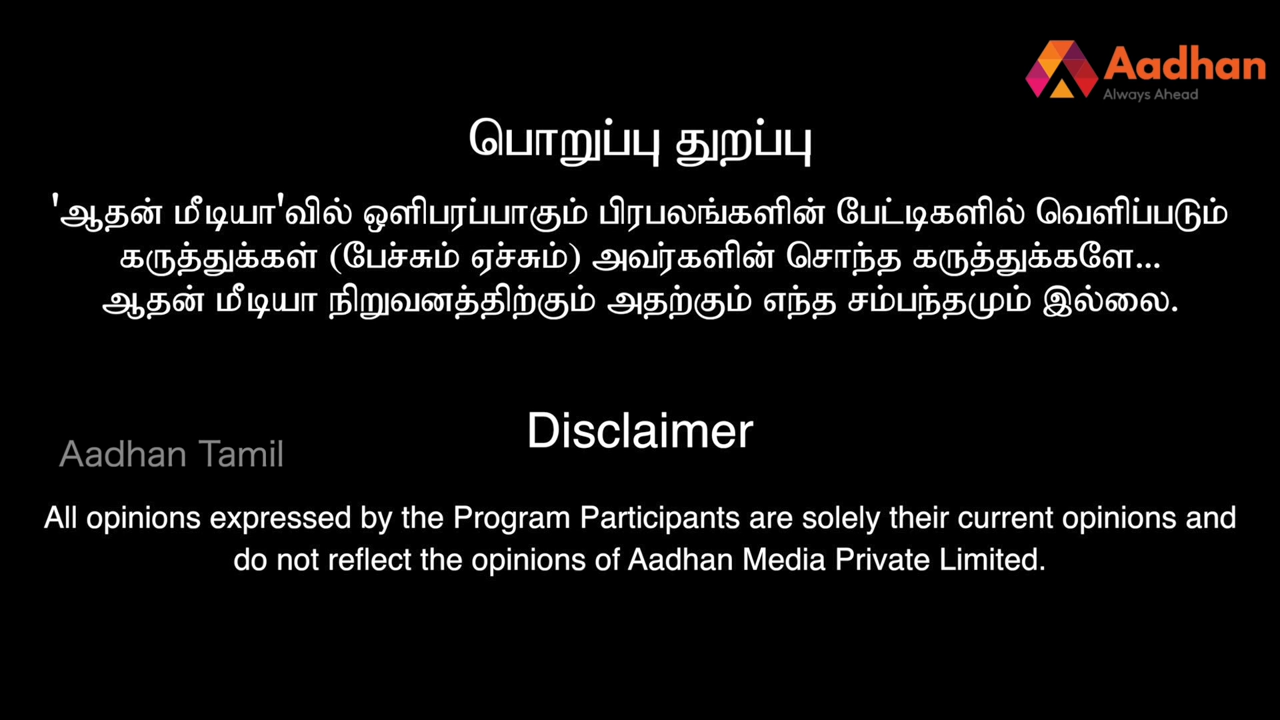 Aadhan
Always Ahead
பொறுப்பு துறப்பு
'ஆதன் மீடியா'வில் ஒளிபரப்பாகும் பிரபலங்களின் பேட்டிகளில் வெளிப்படும்
கருத்துக்கள் (பேச்சும் ஏச்சும்) அவர்களின் சொந்த கருத்துக்களே...
ஆதன் மீடியா நிறுவனத்திற்கும் அதற்கும் எந்த சம்பந்தமும் இல்லை.
Disclaimer
Aadhan Tamil
All opinions expressed by the Program Participants are solely their current opinions and
do not reflect the opinions of Aadhan Media Private Limited.